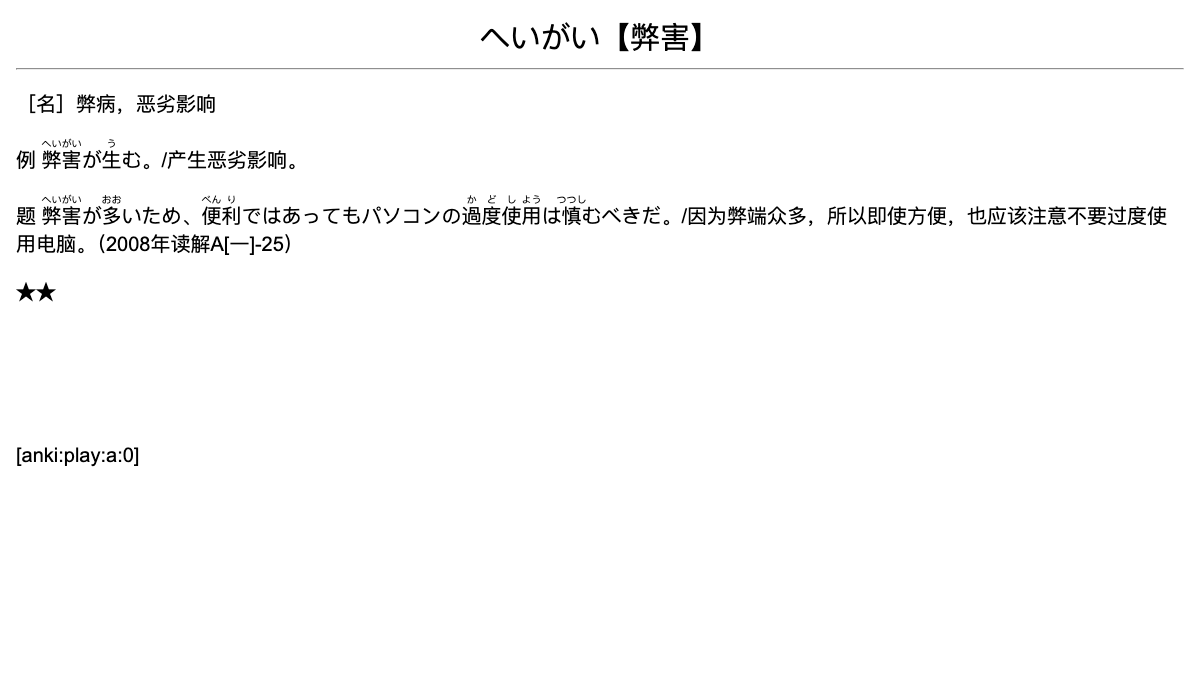 へいがい【弊害】
［名］弊病，恶劣影响
へいがい う
例 弊害が生む。/产生恶劣影响。
へいがい おお べんり かどしよう つつし
题 弊害が多いため、便利ではあってもパソコンの過度使用は慎むべきだ。/因为弊端众多，所以即使方便，也应该注意不要过度使
用电脑。（2008年读解A[一]-25）
★★
[anki:play:a:0]